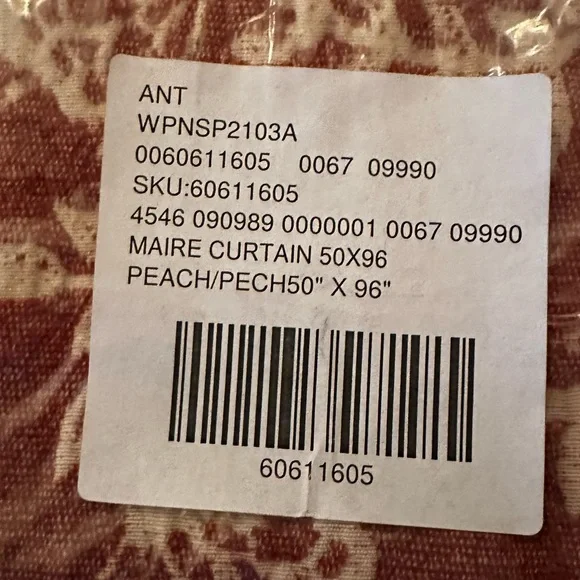 ANT
WPNSP2103A
0060611605 0067 09990
SKU:60611605
4546 090989 0000001 0067 09990
MAIRE CURTAIN 50X96
PEACH/PECH50" X 96"
60611605